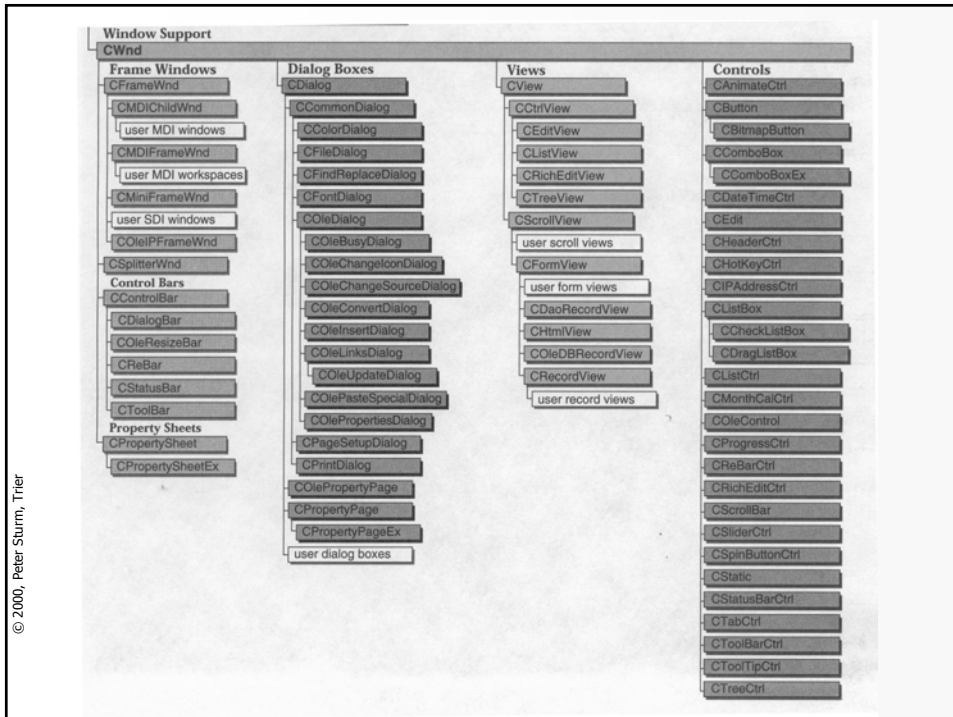 Window Support
CWnd
Frame Windows
CFrameWnd
CMDIChildWnd
user MDI windows
CMDIFrameWnd
user MDI workspaces
CMiniFrameWnd
user SDI windows
COleIPFrameWnd
CSplitterWnd
Control Bars
CControlBar
CDialogBar
COleResizeBar
CReBar
CStatusBar
CToolBar
Property Sheets
CPropertySheet
CPropertySheetEx
Dialog Boxes
CDialog
CCommonDialog
CColorDialog
CFileDialog
CFindReplaceDialog
CFontDialog
COleDialog
COleBusyDialog
COleChangeIconDialog
COleChangeSourceDialog
COleConvertDialog
COleInsertDialog
COleLinksDialog
COleUpdateDialog
COlePasteSpecialDialog
COlePropertiesDialog
CPageSetupDialog
CPrintDialog
COlePropertyPage
CPropertyPage
CPropertyPageEx
user dialog boxes
Views
CView
CCtrlView
CEditView
CListView
CRichEditView
CTreeView
CScrollView
user scroll views
CFormView
user form views
CDaoRecordView
CHtmlView
COleDBRecordView
CRecordView
user record views
Controls
CAnimateCtrl
CButton
CBitmapButton
CComboBox
CComboBoxEx
CDateTimeCtrl
CEdit
CHeaderCtrl
CHotKeyCtrl
CIPAddressCtrl
CListBox
CCheckListBox
CDragListBox
CListCtrl
CMonthCalCtrl
COleControl
CProgressCtrl
CReBarCtrl
CRichEditCtrl
CScrollBar
CSliderCtrl
CSpinButtonCtrl
CStatic
CStatusBarCtrl
CTabCtrl
CToolBarCtrl
CToolTipCtrl
CTreeCtrl
© 2000, Peter Sturm, Trier